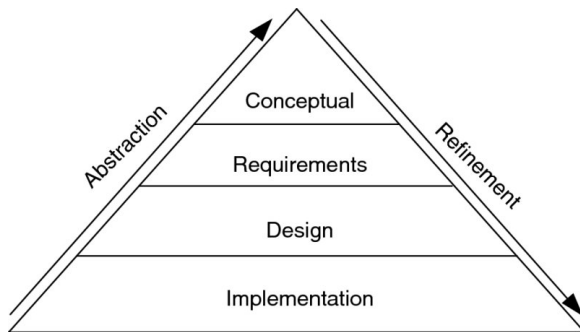 Conceptual
Abstraction
Refinement
Requirements
Design
Implementation